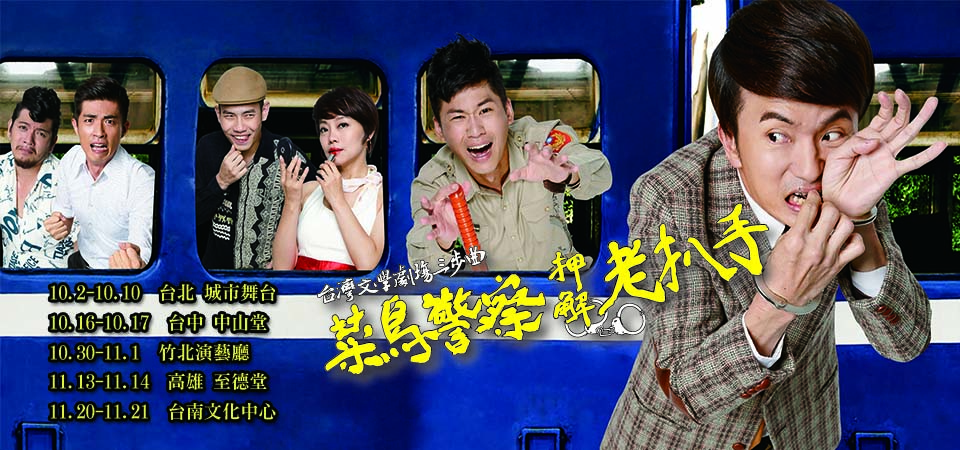 台灣文學劇場三步曲
菜鳥警察 押解 老扒手
10.2-10.10 台北 城市舞台
10.16-10.17 台中 中山堂
10.30-11.1 竹北演藝廳
11.13-11.14 高雄 至德堂
11.20-11.21 台南文化中心